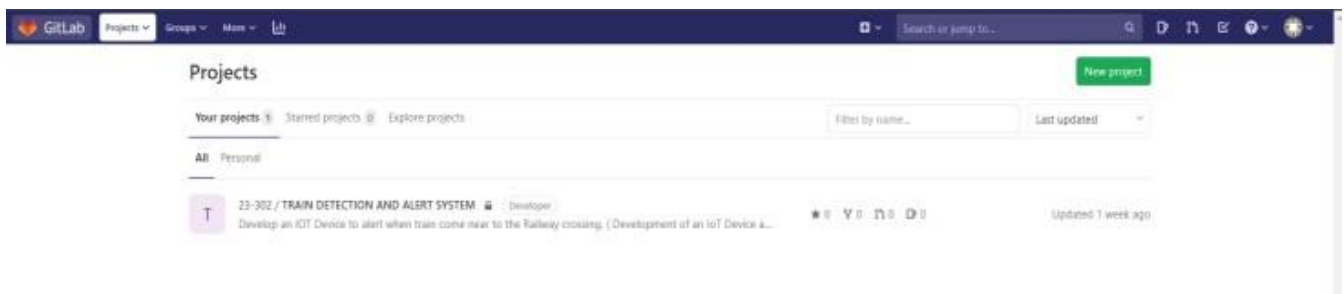 GitLab Projects Groups More Search or jump to...
Projects New project
Your projects 1 Starred projects 0 Explore projects Filter by name... Last updated
All Personal
T 23-302 / TRAIN DETECTION AND ALERT SYSTEM Developer
Develop an IOT Device to alert when train come near to the Railway crossing. ( Development of an IoT Device a... 0 0 0 0 Updated 1 week ago